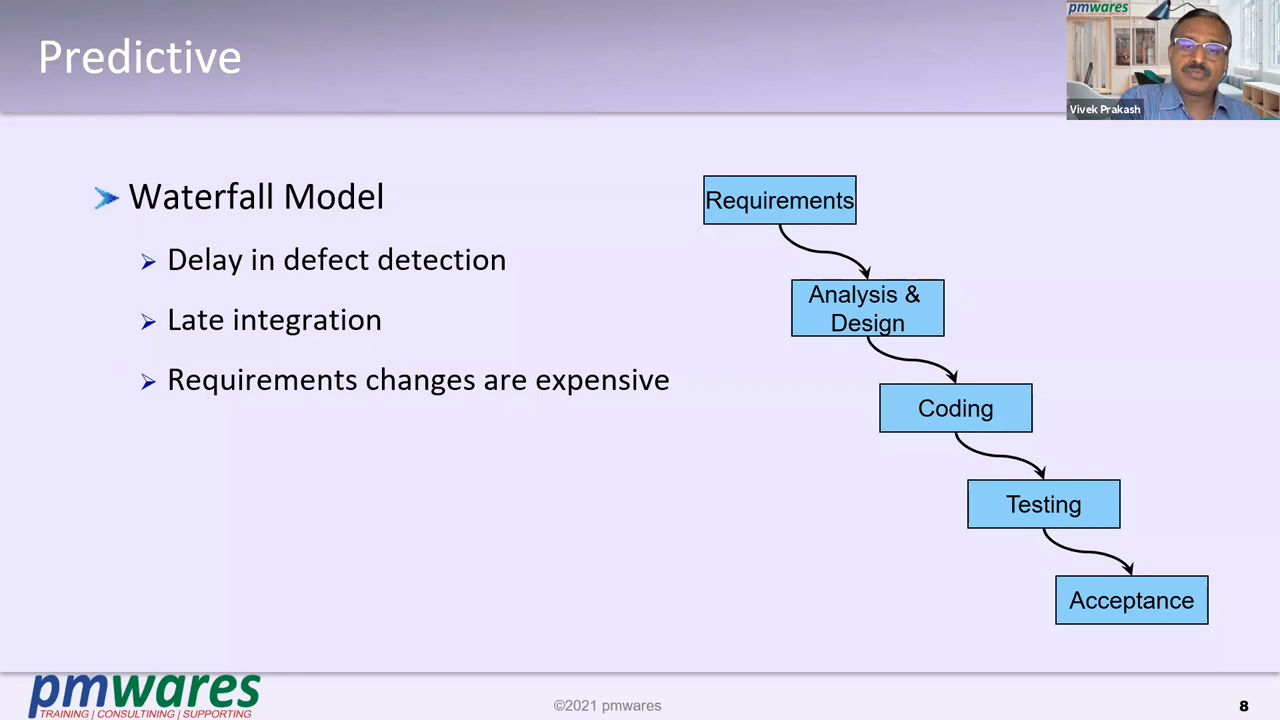 Predictive
pmwares
Vivek Prakash
Waterfall Model
Delay in defect detection
Late integration
Requirements changes are expensive
Requirements
Analysis &
Design
Coding
Testing
Acceptance
pmwares
TRAINING | CONSULTINING | SUPPORTING
©2021 pmwares
8